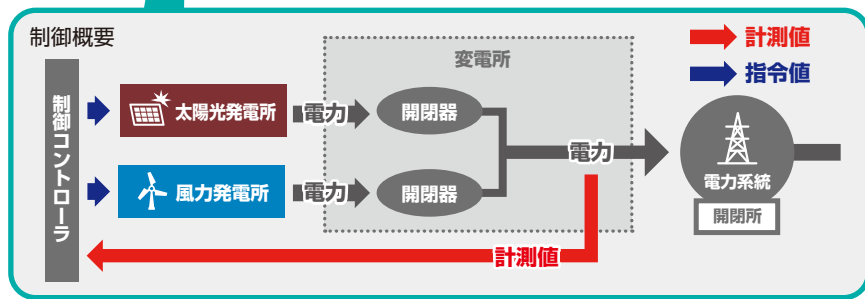 制御概要
計測値
指令値
変電所
制御コントローラ
太陽光発電所
電力
開閉器
電力
電力系統
開閉所
風力発電所
電力
開閉器
計測値